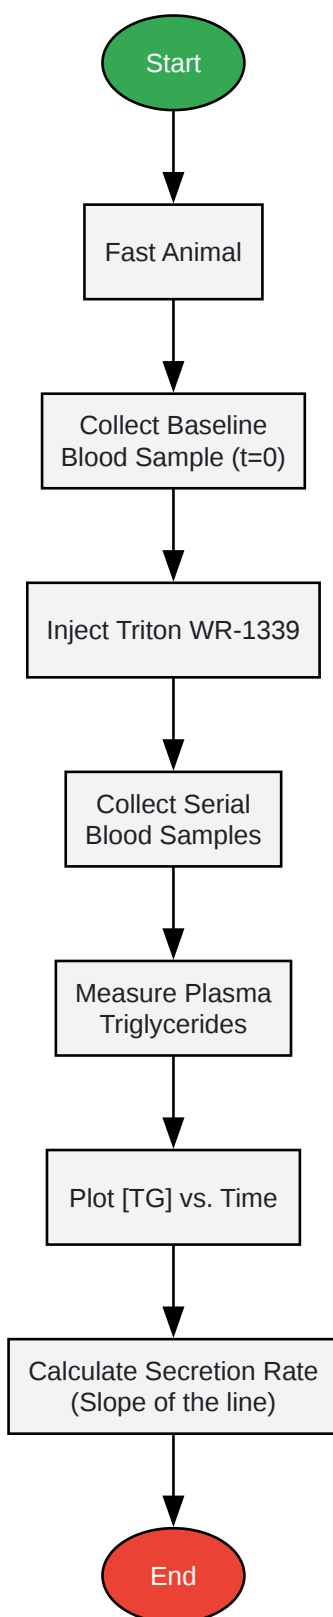 Start
Fast Animal
Collect Baseline
Blood Sample (t=0)
Inject Triton WR-1339
Collect Serial
Blood Samples
Measure Plasma
Triglycerides
Plot [TG] vs. Time
Calculate Secretion Rate
(Slope of the line)
End